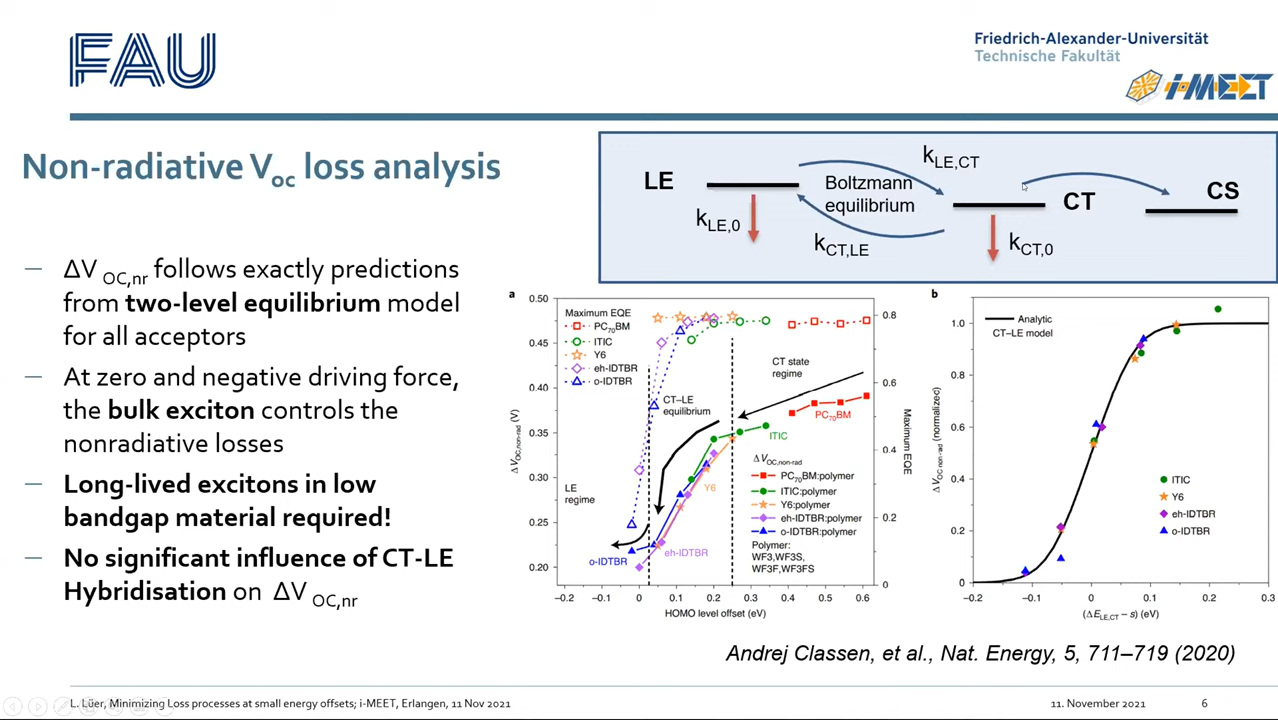 FAU
Friedrich-Alexander-Universität
Technische Fakultät
i-MEET
Non-radiative Voc loss analysis
LE
kLE,0
Boltzmann
equilibrium
kLE,CT
kCT,LE
CT
kCT,0
CS
— ΔV OC,nr follows exactly predictions
from two-level equilibrium model
for all acceptors
— At zero and negative driving force,
the bulk exciton controls the
nonradiative losses
— Long-lived excitons in low
bandgap material required!
— No significant influence of CT-LE
Hybridisation on ΔV OC,nr
a
0.50
0.45
0.40
0.35
0.30
0.25
0.20
ΔVOC,non-rad (V)
Maximum EQE
PC70BM
ITIC
Y6
eh-IDTBR
o-IDTBR
CT–LE
equilibrium
LE
regime
CT state
regime
PC70BM
ITIC
Y6
eh-IDTBR
o-IDTBR
ΔVOC,non-rad
PC70BM:polymer
ITIC:polymer
Y6:polymer
eh-IDTBR:polymer
o-IDTBR:polymer
Polymer:
WF3,WF3S,
WF3F,WF3FS
0.8
0.6
0.4
0.2
0
Maximum EQE
−0.2 −0.1 0 0.1 0.2 0.3 0.4 0.5 0.6
HOMO level offset (eV)
b
1.0
0.8
0.6
0.4
0.2
0
ΔVOC non-rad (normalized)
Analytic
CT–LE model
ITIC
Y6
eh-IDTBR
o-IDTBR
−0.2 −0.1 0 0.1 0.2 0.3
(ΔELE,CT − s) (eV)
Andrej Classen, et al., Nat. Energy, 5, 711–719 (2020)
L. Lüer, Minimizing Loss processes at small energy offsets; i-MEET, Erlangen, 11 Nov 2021
11. November 2021
6